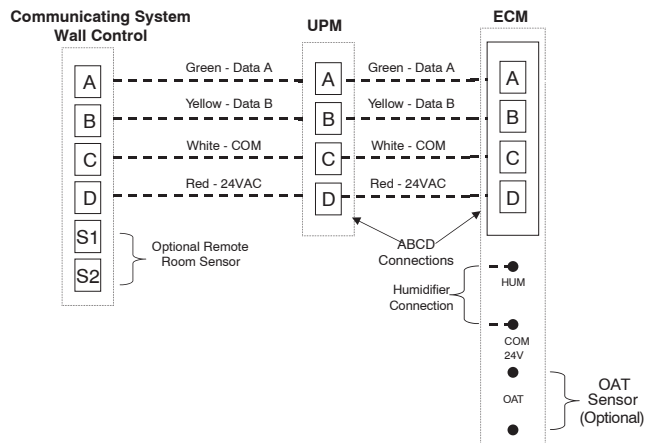 Communicating System
Wall Control
UPM
ECM
A
Green - Data A
A
Green - Data A
A
B
Yellow - Data B
B
Yellow - Data B
B
C
White - COM
C
White - COM
C
D
Red - 24VAC
D
Red - 24VAC
D
S1
S2
Optional Remote
Room Sensor
ABCD
Connections
Humidifier
Connection
HUM
COM
24V
OAT
OAT
Sensor
(Optional)